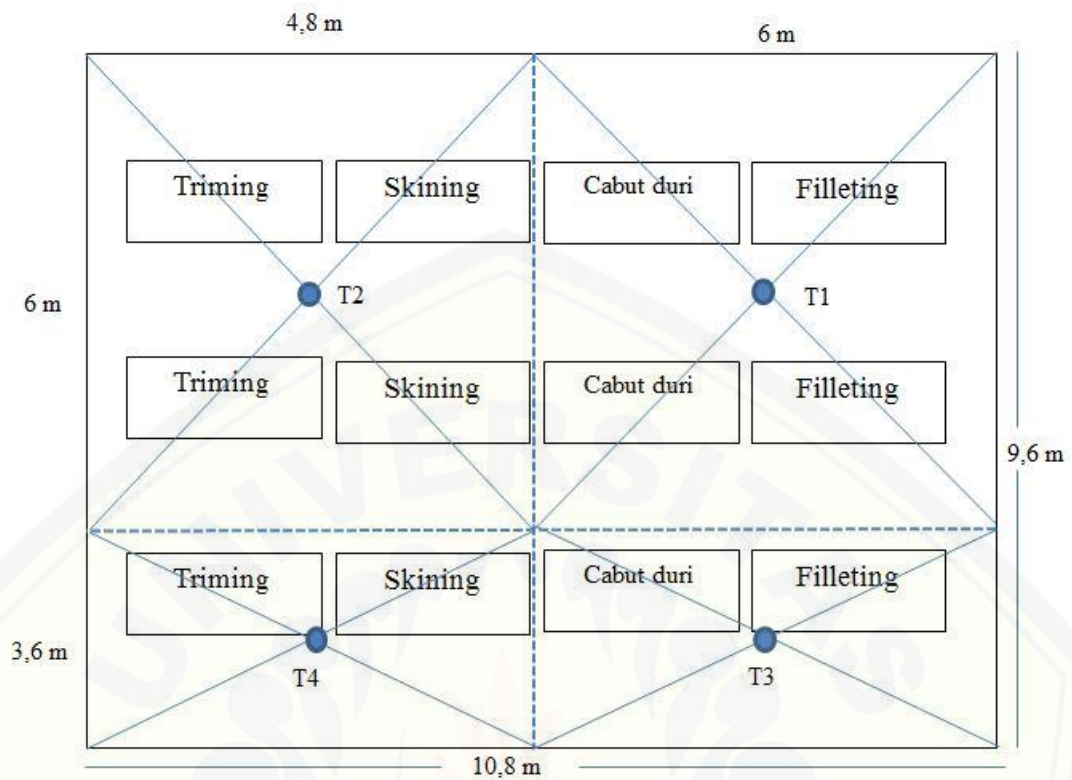 4,8 m
6 m
Triming
Skining
Cabut duri
Filleting
6 m
T2
T1
Triming
Skining
Cabut duri
Filleting
9,6 m
Triming
Skining
Cabut duri
Filleting
3,6 m
T4
T3
10,8 m
UNIVERSITAS